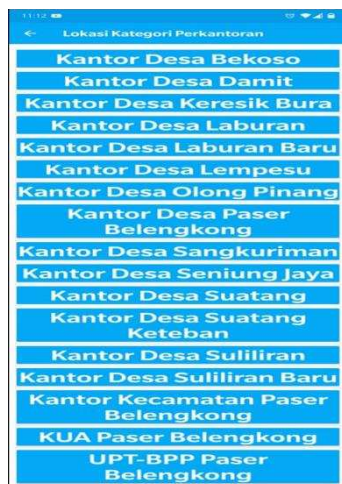 11:12
Lokasi Kategori Perkantoran
Kantor Desa Bekoso
Kantor Desa Damit
Kantor Desa Keresik Bura
Kantor Desa Laburan
Kantor Desa Laburan Baru
Kantor Desa Lempesu
Kantor Desa Olong Pinang
Kantor Desa Paser
Belengkong
Kantor Desa Sangkuriman
Kantor Desa Seniung Jaya
Kantor Desa Suatang
Kantor Desa Suatang
Keteban
Kantor Desa Suliliran
Kantor Desa Suliliran Baru
Kantor Kecamatan Paser
Belengkong
KUA Paser Belengkong
UPT-BPP Paser
Belengkong